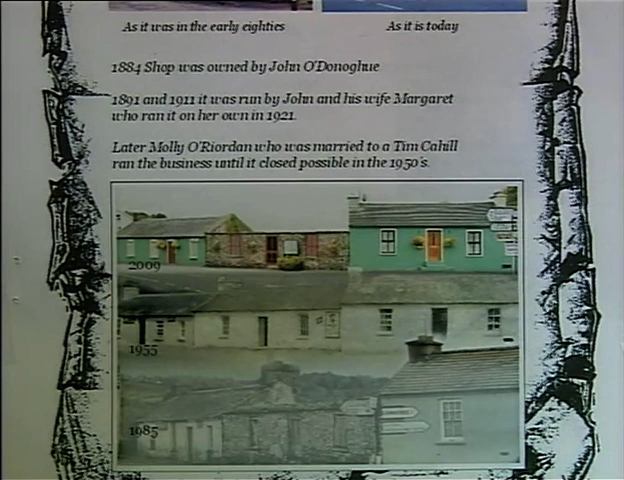 As it was in the early eighties
As it is today
1884 Shop was owned by John O'Donoghue
1891 and 1911 it was run by John and his wife Margaret
who ran it on her own in 1921.
Later Molly O'Riordan who was married to a Tim Cahill
ran the business until it closed possible in the 1950's.
2009
1955
1985